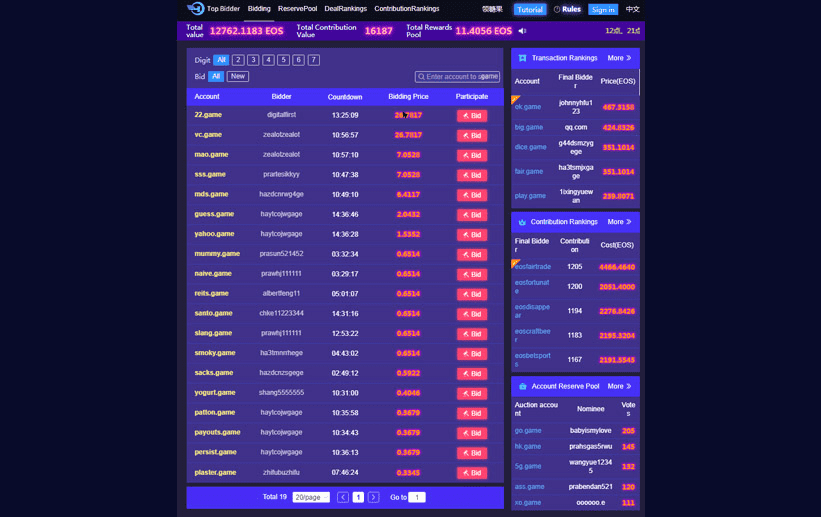 Top Bidder Bidding ReservePool DealRankings ContributionRankings 领糖果 Tutorial Rules Sign in 中文
Total value 12762.1183 EOS Total Contribution Value 16187 Total Rewards Pool 11.4056 EOS 12点, 21点
Digit All 2 3 4 5 6 7
Bid All New Enter account to .game
Account Bidder Countdown Bidding Price Participate
22.game digitalfirst 13:25:09 Bid
vc.game zealotzealot 10:56:57 26.7817 Bid
mao.game zealotzealot 10:57:10 7.0528 Bid
sss.game prartesikkyy 10:47:38 7.0528 Bid
mds.game hazdcnrwg4ge 10:49:10 6.4117 Bid
guess.game haytcojwgage 14:36:46 2.0432 Bid
yahoo.game haytcojwgage 14:36:28 1.5352 Bid
mummy.game prasun521452 03:32:34 0.6514 Bid
naive.game prawhj111111 03:29:17 0.6514 Bid
reits.game albertfeng11 05:01:07 0.6514 Bid
santo.game chke11223344 14:31:16 0.6514 Bid
slang.game prawhj111111 12:53:22 0.6514 Bid
smoky.game ha3tmnrrhege 04:43:02 0.6514 Bid
sacks.game hazdcnzsgege 02:49:12 0.5922 Bid
yogurt.game shang5555555 10:31:00 0.4046 Bid
patton.game haytcojwgage 10:35:58 0.3679 Bid
payouts.game haytcojwgage 10:34:43 0.3679 Bid
persist.game haytcojwgage 10:36:13 0.3679 Bid
plaster.game zhifubuzhifu 07:46:24 0.3345 Bid
Total 19 20/page 1 Go to 1
Transaction Rankings More
Account Final Bidder Price(EOS)
ok.game johnnyhfu123 467.3158
big.game qq.com 424.8326
dice.game g44dsmzygege 351.1014
fair.game ha3tsmjxgage 351.1014
play.game 1ixingyuewan 239.0071
Contribution Rankings More
Final Bidder Contribution Cost(EOS)
eosfairtrade 1205 4466.4640
eosfortunate 1200 2051.4000
eosdisappear 1194 2276.8426
eoscraftbeer 1183 2193.3204
eosbetsports 1167 2191.5545
Account Reserve Pool More
Auction account Nominee Votes
go.game babyismylove 205
hk.game prahsgas5rwu 145
5g.game wangyue12345 132
ass.game prabendan521 120
xo.game oooooo.e 111